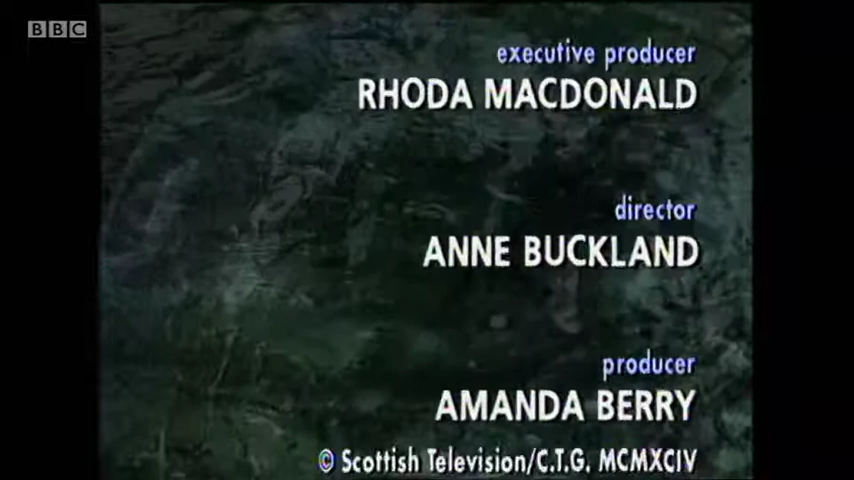 BBC
executive producer
RHODA MACDONALD
director
ANNE BUCKLAND
producer
AMANDA BERRY
© Scottish Television/C.T.G. MCMXCIV